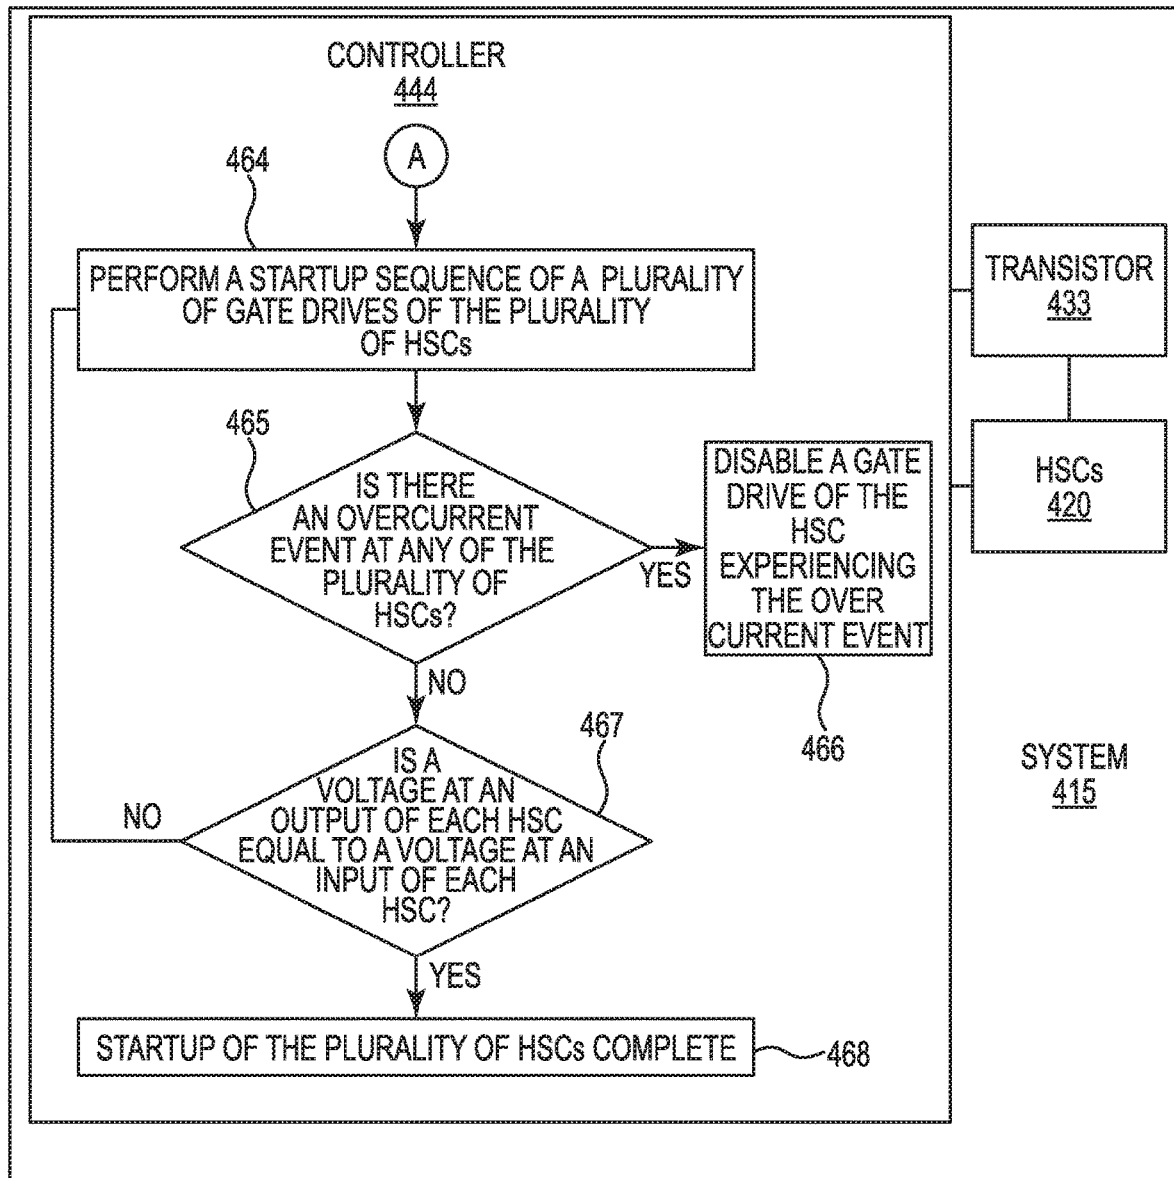 CONTROLLER
444
A
464
PERFORM A STARTUP SEQUENCE OF A PLURALITY
OF GATE DRIVES OF THE PLURALITY
OF HSCs
TRANSISTOR
433
465
IS THERE
AN OVERCURRENT
EVENT AT ANY OF THE
PLURALITY OF
HSCs?
YES
DISABLE A GATE
DRIVE OF THE
HSC
EXPERIENCING
THE OVER
CURRENT EVENT
466
HSCs
420
NO
467
IS A
VOLTAGE AT AN
OUTPUT OF EACH HSC
EQUAL TO A VOLTAGE AT AN
INPUT OF EACH
HSC?
NO
SYSTEM
415
YES
STARTUP OF THE PLURALITY OF HSCs COMPLETE
468